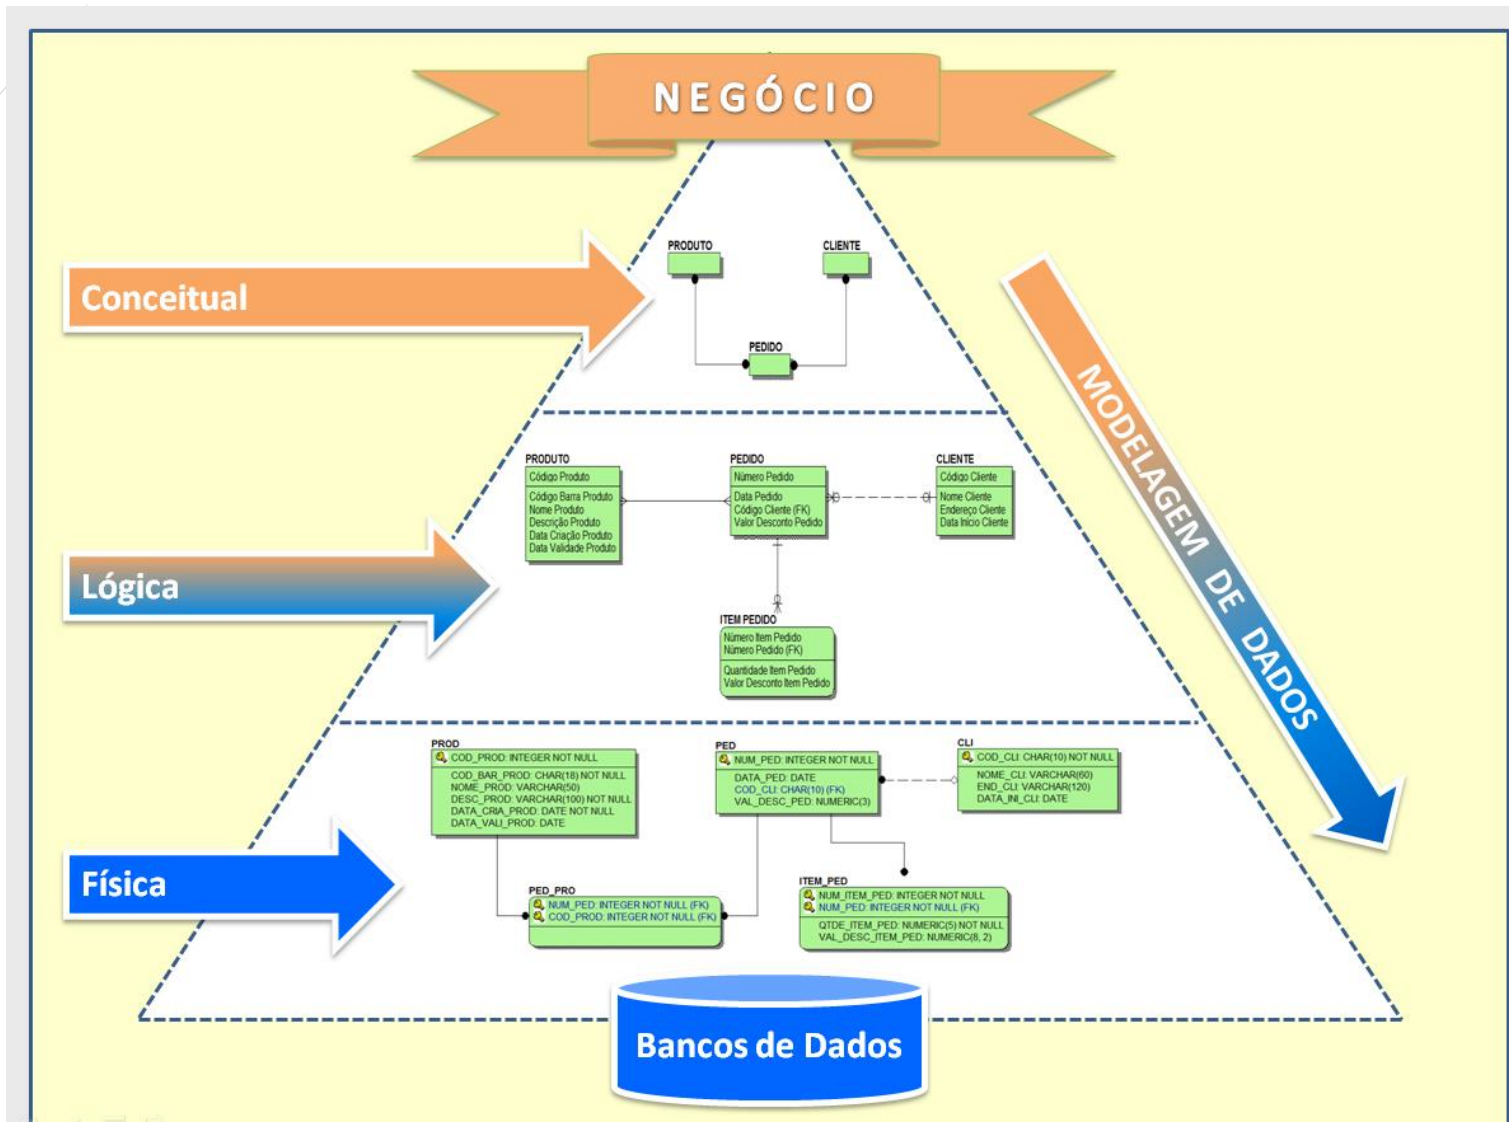 NEGÓCIO
PRODUTO
CLIENTE
Conceitual
PEDIDO
MODELAGEM DE DADOS
PRODUTO
Código Produto
Código Barra Produto
Nome Produto
Descrição Produto
Data Criação Produto
Data Validade Produto
PEDIDO
Número Pedido
Data Pedido
Código Cliente (FK)
Valor Desconto Pedido
CLIENTE
Código Cliente
Nome Cliente
Endereço Cliente
Data Início Cliente
Lógica
ITEM PEDIDO
Número Item Pedido
Número Pedido (FK)
Quantidade Item Pedido
Valor Desconto Item Pedido
PROD
COD_PROD: INTEGER NOT NULL
COD_BAR_PROD: CHAR(18) NOT NULL
NOME_PROD: VARCHAR(50)
DESC_PROD: VARCHAR(100) NOT NULL
DATA_CRIA_PROD: DATE NOT NULL
DATA_VALI_PROD: DATE
PED
NUM_PED: INTEGER NOT NULL
DATA_PED: DATE
COD_CLI: CHAR(10) (FK)
VAL_DESC_PED: NUMERIC(3)
CLI
COD_CLI: CHAR(10) NOT NULL
NOME_CLI: VARCHAR(60)
END_CLI: VARCHAR(120)
DATA_INI_CLI: DATE
Física
PED_PRO
NUM_PED: INTEGER NOT NULL (FK)
COD_PROD: INTEGER NOT NULL (FK)
ITEM_PED
NUM_ITEM_PED: INTEGER NOT NULL
NUM_PED: INTEGER NOT NULL (FK)
QTDE_ITEM_PED: NUMERIC(5) NOT NULL
VAL_DESC_ITEM_PED: NUMERIC(8, 2)
Bancos de Dados